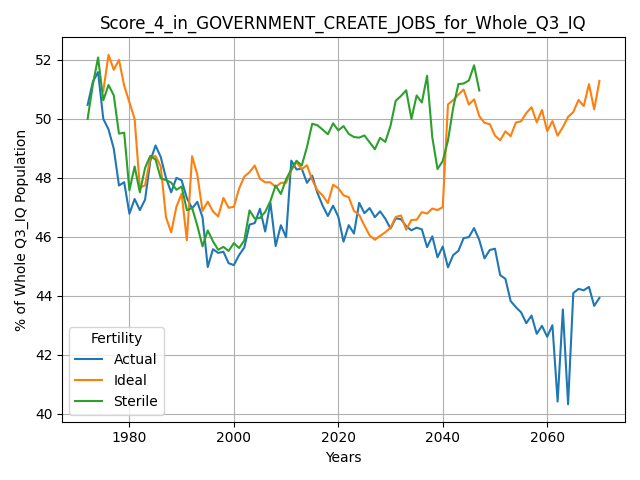 Score_4_in_GOVERNMENT_CREATE_JOBS_for_Whole_Q3_IQ
% of Whole Q3_IQ Population
52
50
48
46
44
42
40
Fertility
Actual
Ideal
Sterile
1980
2000
2020
2040
2060
Years